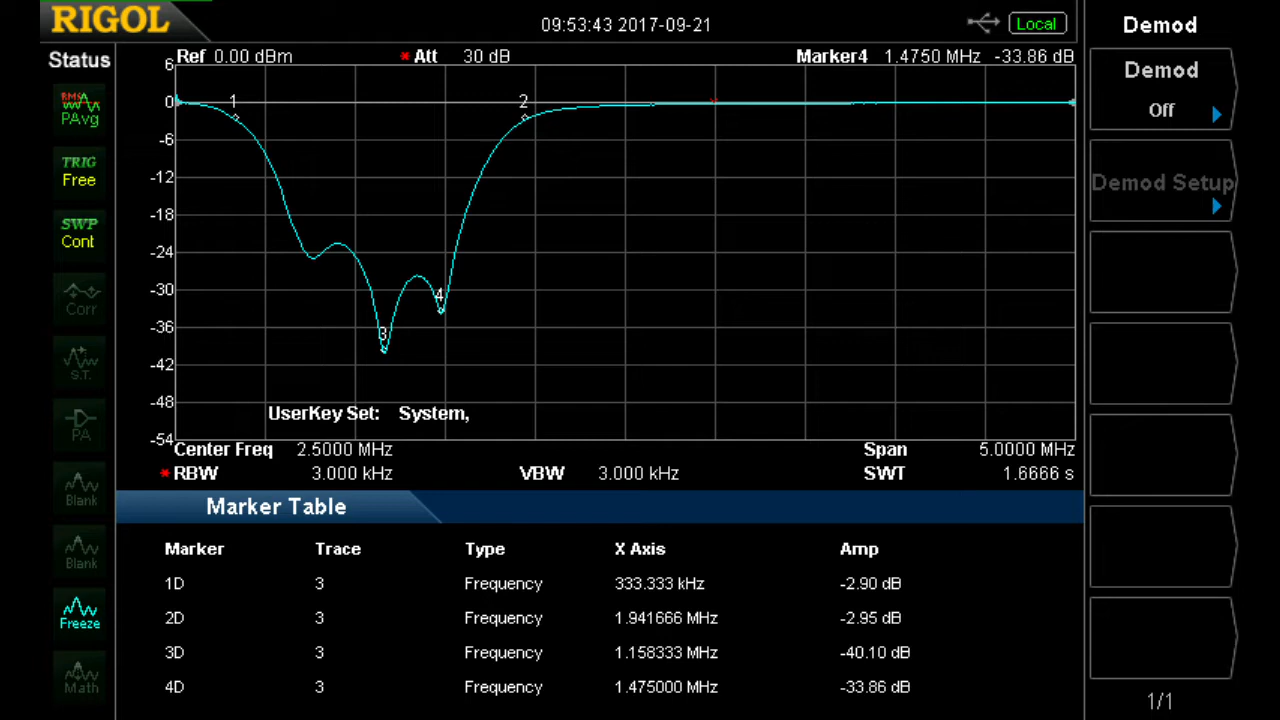 RIGOL
09:53:43 2017-09-21
Local
Demod
Status
Ref 0.00 dBm
* Att 30 dB
Marker4 1.4750 MHz -33.86 dB
Demod
Off
RMS
PAvg
TRIG
Free
SWP
Cont
Corr
S.T.
PA
Blank
Blank
Freeze
Math
6
0
-6
-12
-18
-24
-30
-36
-42
-48
-54
1
2
3
4
UserKey Set: System,
Demod Setup
Center Freq 2.5000 MHz
Span 5.0000 MHz
* RBW 3.000 kHz
VBW 3.000 kHz
SWT 1.6666 s
Marker Table
Marker Trace Type X Axis Amp
1D 3 Frequency 333.333 kHz -2.90 dB
2D 3 Frequency 1.941666 MHz -2.95 dB
3D 3 Frequency 1.158333 MHz -40.10 dB
4D 3 Frequency 1.475000 MHz -33.86 dB
1/1